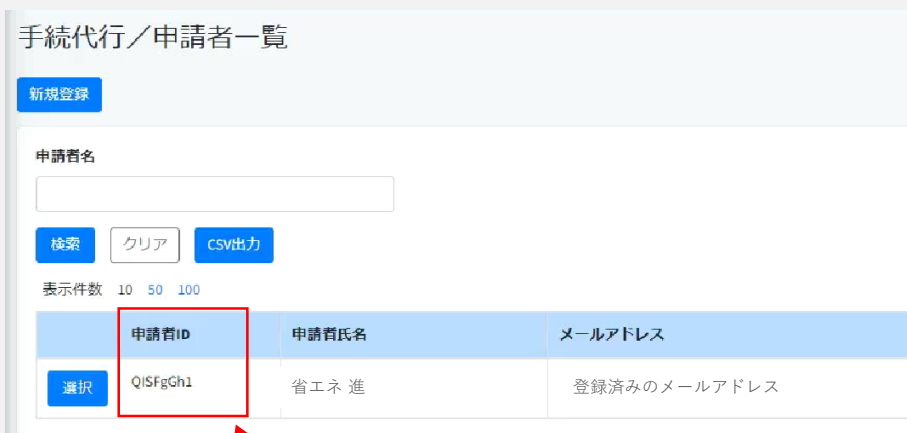 手続代行／申請者一覧
新規登録
申請者名
検索 クリア CSV出力
表示件数 10 50 100
申請者ID 申請者氏名 メールアドレス
選択 QISFgGh1 省エネ 進 登録済みのメールアドレス